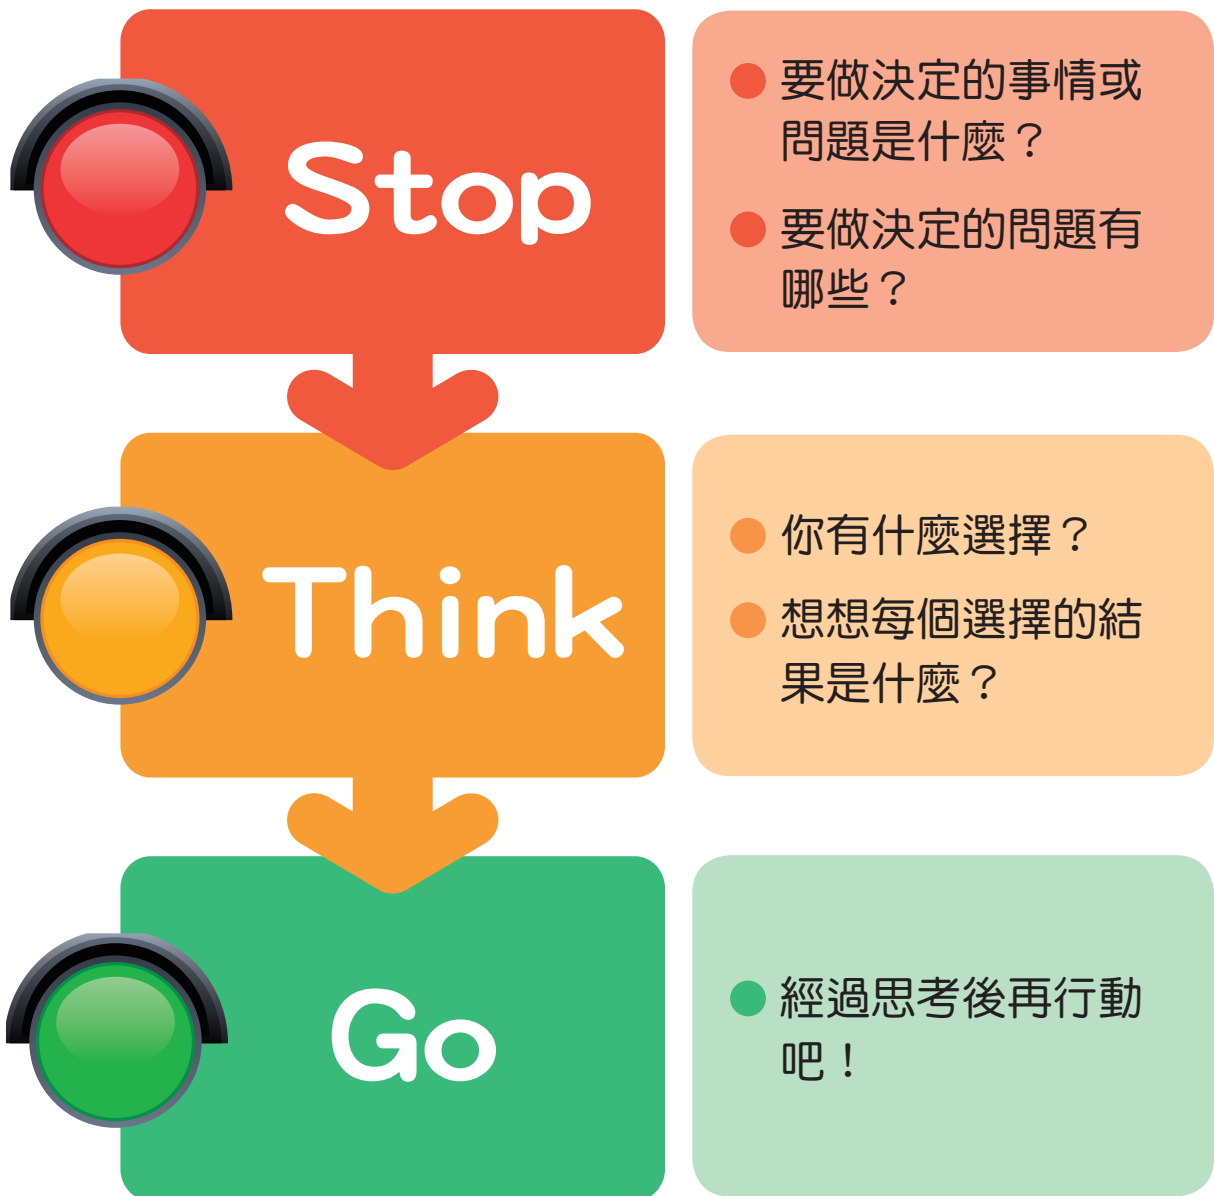 Stop
要做決定的事情或
問題是什麼？
要做決定的問題有
哪些？
Think
你有什麼選擇？
想想每個選擇的結
果是什麼？
Go
經過思考後再行動
吧！